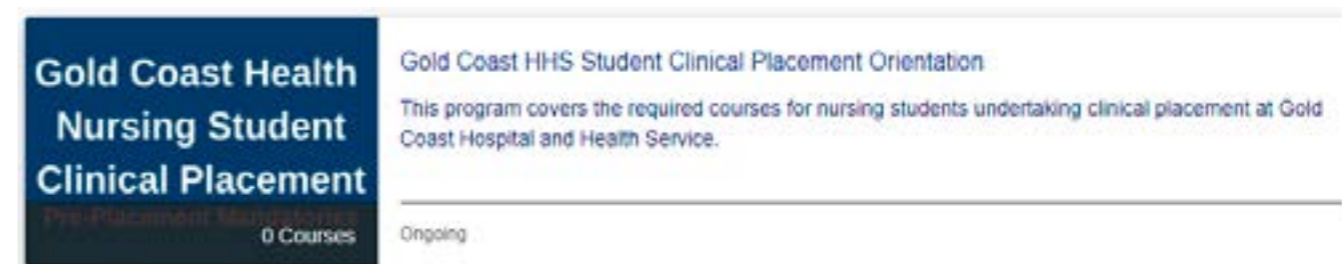 Gold Coast Health
Nursing Student
Clinical Placement
Pre-Placement Mandatories
0 Courses
Gold Coast HHS Student Clinical Placement Orientation
This program covers the required courses for nursing students undertaking clinical placement at Gold
Coast Hospital and Health Service.
Ongoing